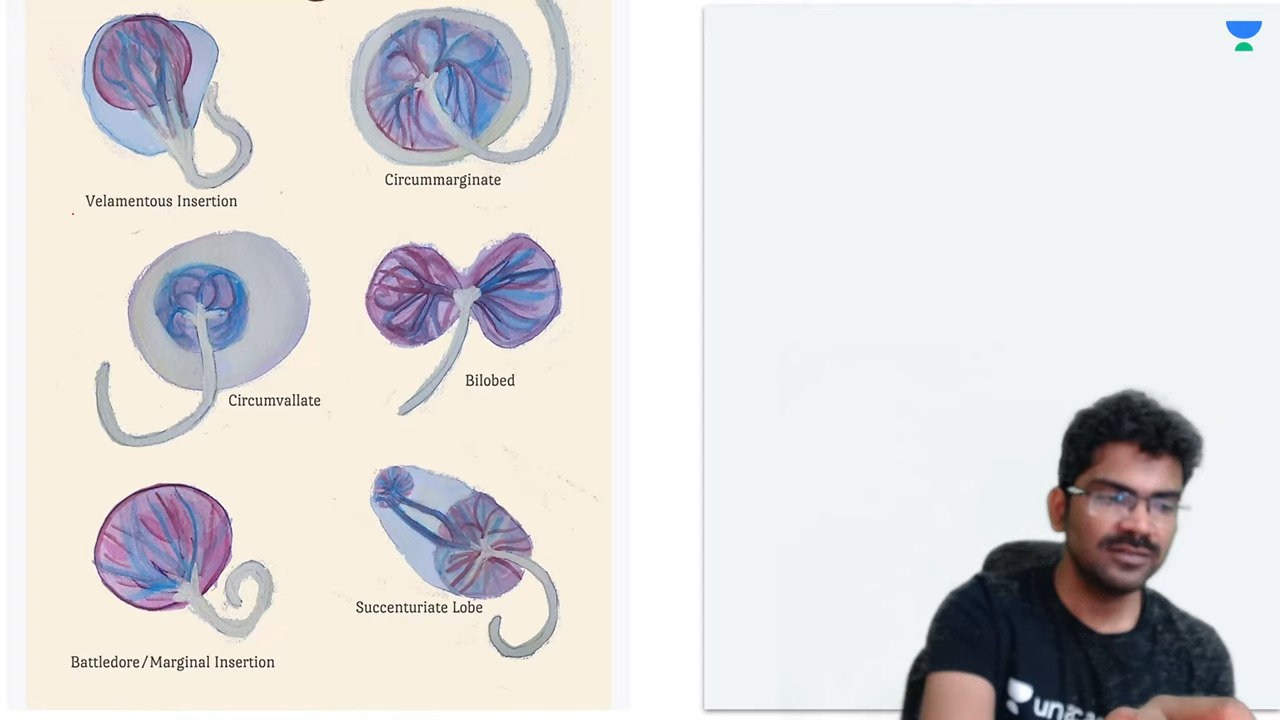 Velamentous Insertion
Circummarginate
Circumvallate
Bilobed
Battledore/Marginal Insertion
Succenturiate Lobe